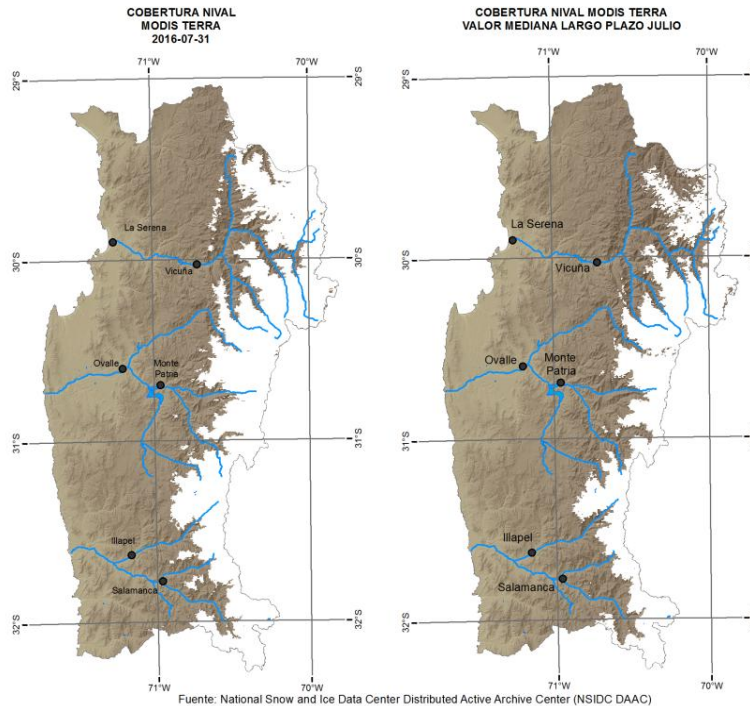 COBERTURA NIVAL
MODIS TERRA
2016-07-31
71°W
70°W
29°S
29°S
La Serena
Vicuña
30°S
30°S
Ovalle
Monte
Patria
31°S
31°S
Illapel
Salamanca
32°S
32°S
71°W
70°W
COBERTURA NIVAL MODIS TERRA
VALOR MEDIANA LARGO PLAZO JULIO
71°W
70°W
29°S
La Serena
Vicuña
30°S
Ovalle
Monte
Patria
31°S
Illapel
Salamanca
32°S
71°W
70°W
Fuente: National Snow and Ice Data Center Distributed Active Archive Center (NSIDC DAAC)